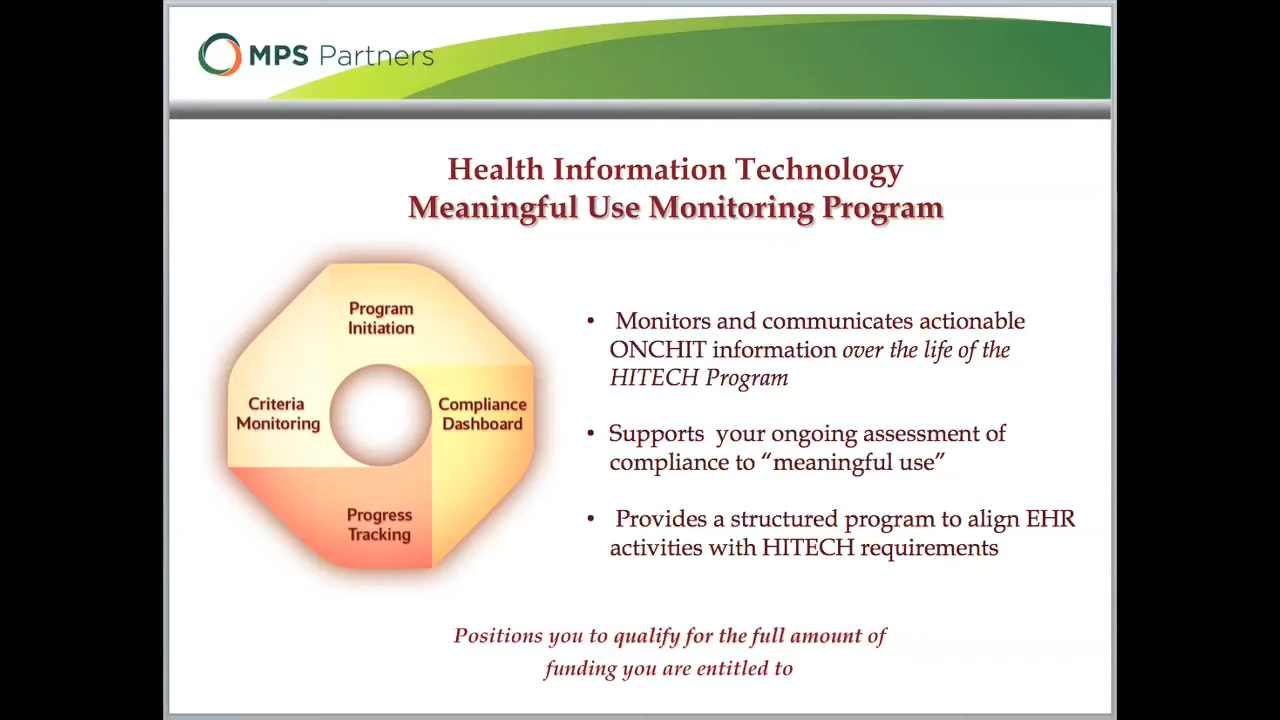 MPS Partners
Health Information Technology
Meaningful Use Monitoring Program
Program
Initiation
Criteria
Monitoring
Compliance
Dashboard
Progress
Tracking
• Monitors and communicates actionable
ONCHIT information over the life of the
HITECH Program
• Supports your ongoing assessment of
compliance to “meaningful use”
• Provides a structured program to align EHR
activities with HITECH requirements
Positions you to qualify for the full amount of
funding you are entitled to